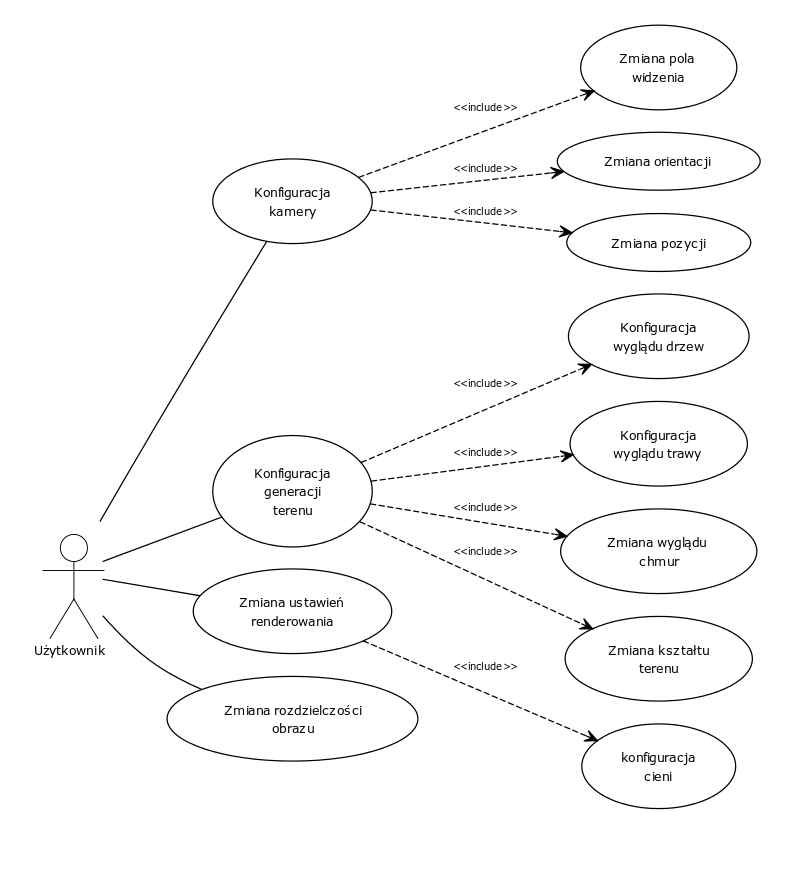 Zmiana pola
widzenia
<<include>>
Zmiana orientacji
<<include>>
Konfiguracja
kamery
<<include>>
Zmiana pozycji
Konfiguracja
wyglądu drzew
<<include>>
Konfiguracja
wyglądu trawy
<<include>>
Konfiguracja
generacji
terenu
<<include>>
Zmiana wyglądu
chmur
<<include>>
Zmiana ustawień
renderowania
Użytkownik
Zmiana kształtu
terenu
<<include>>
Zmiana rozdzielczości
obrazu
konfiguracja
cieni